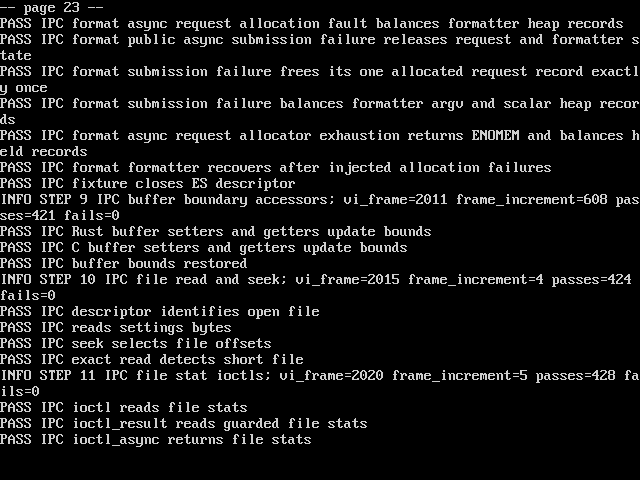 -- page 23 --
PASS IPC format async request allocation fault balances formatter heap records
PASS IPC format public async submission failure releases request and formatter s
tate
PASS IPC format submission failure frees its one allocated request record exactl
y once
PASS IPC format submission failure balances formatter argv and scalar heap recor
ds
PASS IPC format async request allocator exhaustion returns ENOMEM and balances h
eld records
PASS IPC format formatter recovers after injected allocation failures
PASS IPC fixture closes ES descriptor
INFO STEP 9 IPC buffer boundary accessors; vi_frame=2011 frame_increment=608 pas
ses=421 fails=0
PASS IPC Rust buffer setters and getters update bounds
PASS IPC C buffer setters and getters update bounds
PASS IPC buffer bounds restored
INFO STEP 10 IPC file read and seek; vi_frame=2015 frame_increment=4 passes=424
fails=0
PASS IPC descriptor identifies open file
PASS IPC reads settings bytes
PASS IPC seek selects file offsets
PASS IPC exact read detects short file
INFO STEP 11 IPC file stat ioctls; vi_frame=2020 frame_increment=5 passes=428 fa
ils=0
PASS IPC ioctl reads file stats
PASS IPC ioctl_result reads guarded file stats
PASS IPC ioctl_async returns file stats